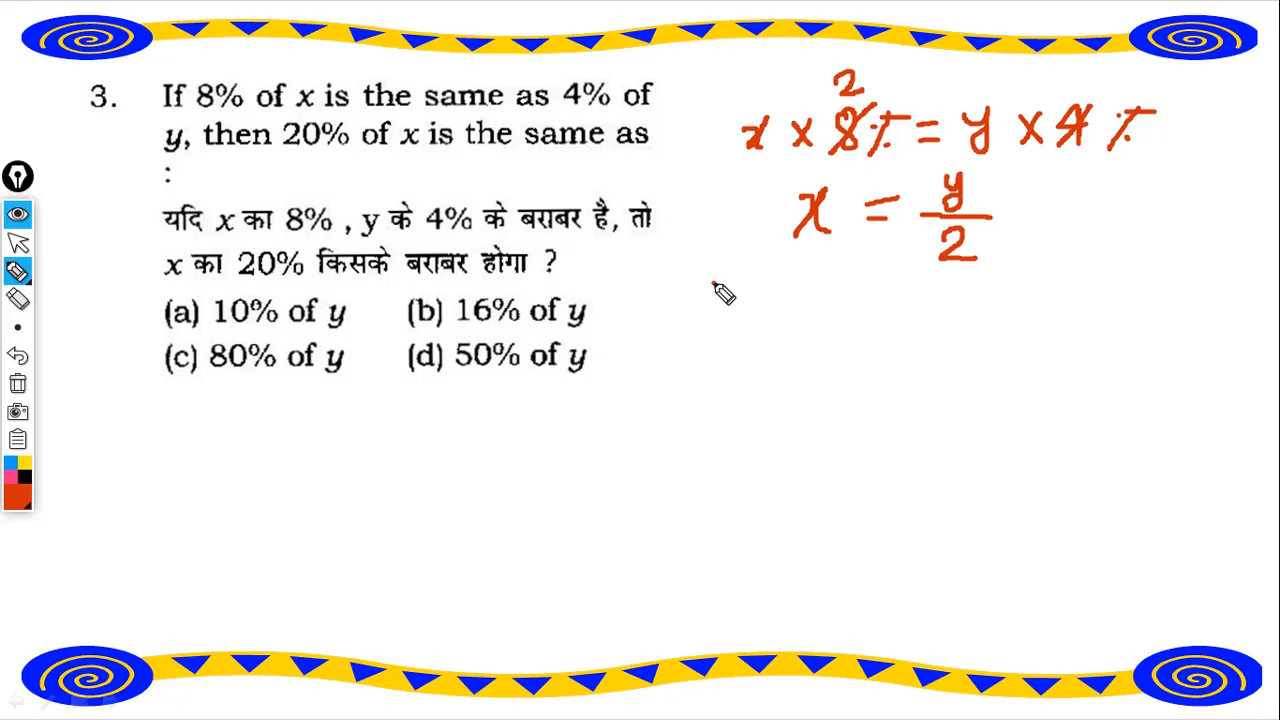 3. If 8% of x is the same as 4% of
y, then 20% of x is the same as
:
यदि x का 8% , y के 4% के बराबर है, तो
x का 20% किसके बराबर होगा ?
(a) 10% of y (b) 16% of y
(c) 80% of y (d) 50% of y
2
x × 8% = y × 4%
x = y/2